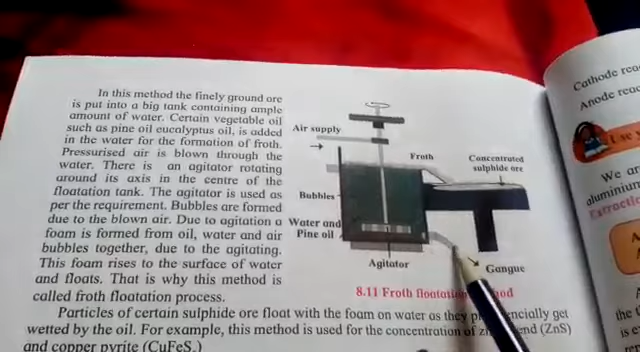 In this method the finely ground ore
is put into a big tank containing ample
amount of water. Certain vegetable oil
such as pine oil eucalyptus oil, is added
in the water for the formation of froth.
Pressurised air is blown through the
water. There is an agitator rotating
around its axis in the centre of the
floatation tank. The agitator is used as
per the requirement. Bubbles are formed
due to the blown air. Due to agitation a
foam is formed from oil, water and air
bubbles together, due to the agitating.
This foam rises to the surface of water
and floats. That is why this method is
called froth floatation process.
Air supply
Froth
Concentrated
sulphide ore
Bubbles
Water and
Pine oil
Agitator
Gangue
8.11 Froth
Particles of certain sulphide ore float with the foam on water as they get
wetted by the oil. For example, this method is used for the concentration of (ZnS)
and copper pyrite (CuFeS2)
Cathode
Anode
Use
We
aluminium